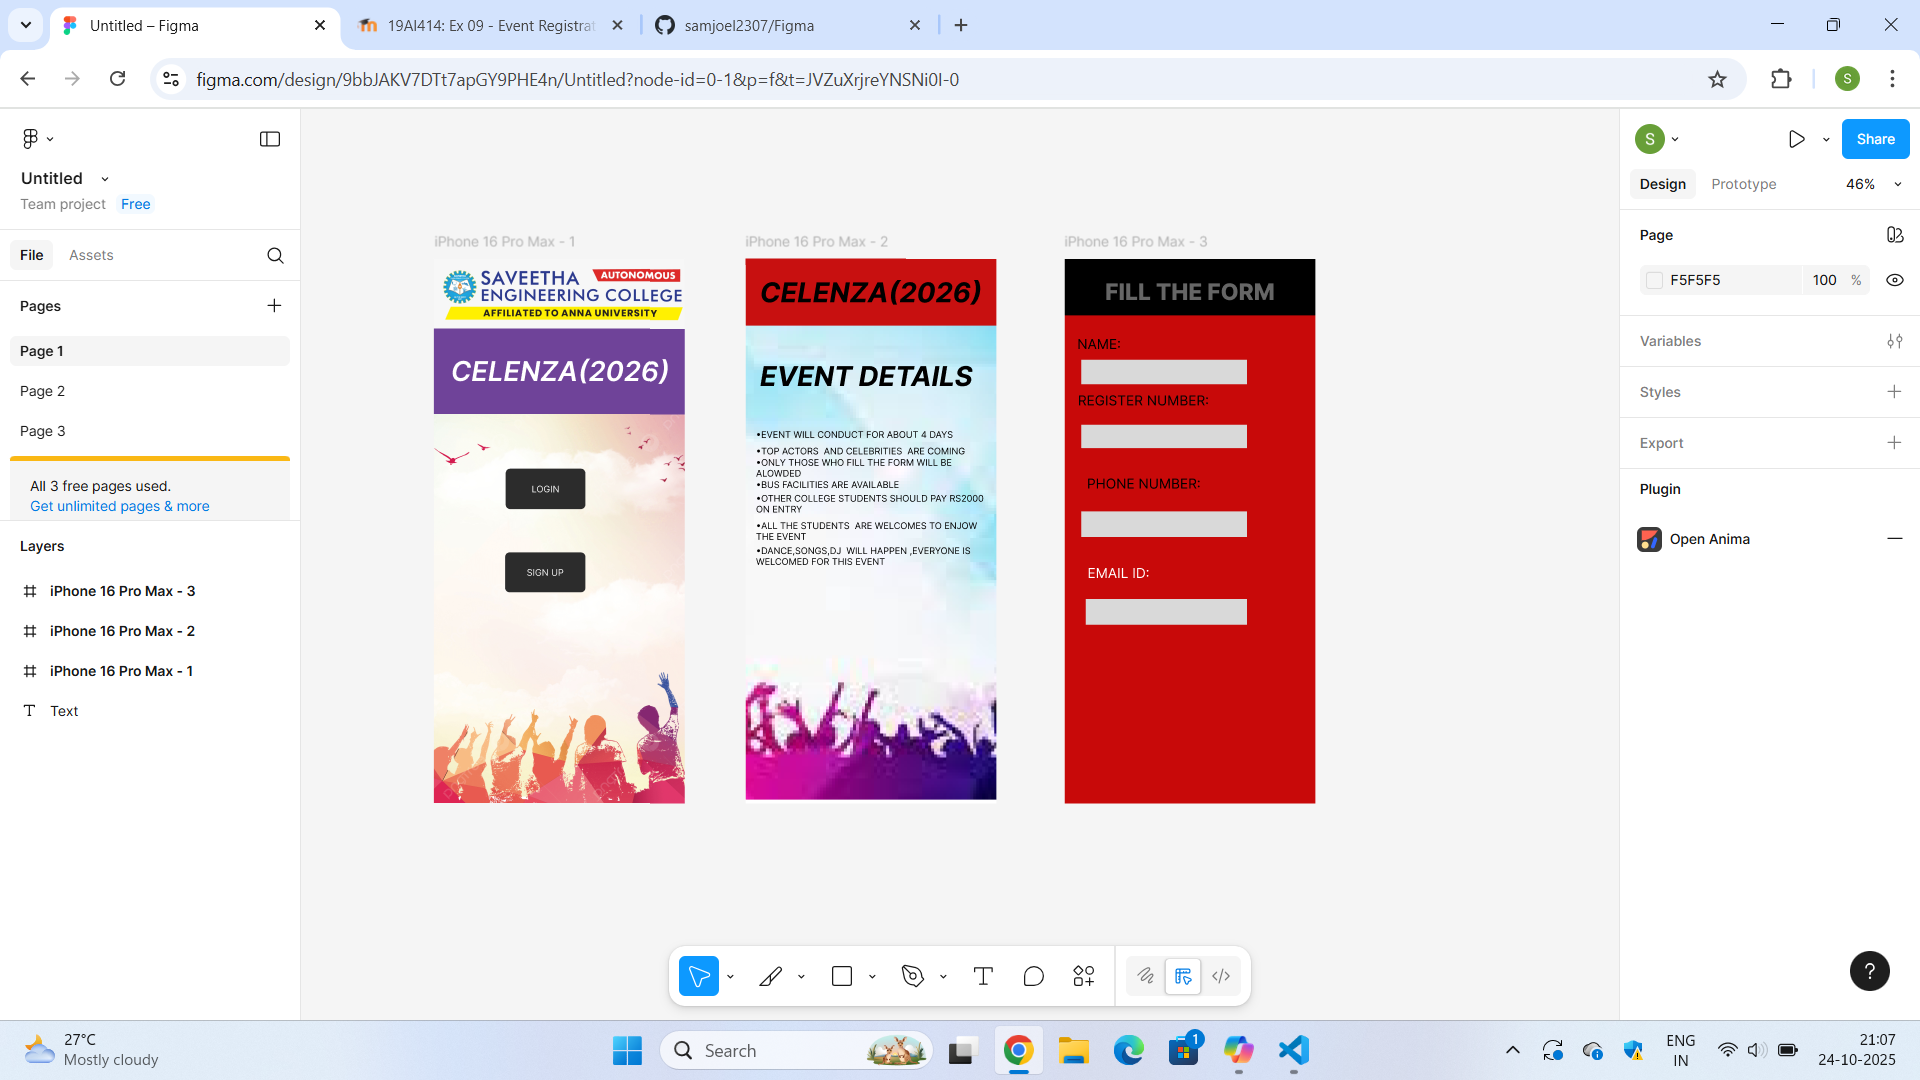 Untitled – Figma
19AI414: Ex 09 - Event Registrat
samjoel2307/Figma
figma.com/design/9bbJAKV7DTt7apGY9PHE4n/Untitled?node-id=0-1&p=f&t=JVZuXrjreYNSNi0I-0
S
Untitled
Team project Free
File Assets
Pages
Page 1
Page 2
Page 3
All 3 free pages used.
Get unlimited pages & more
Layers
iPhone 16 Pro Max - 3
iPhone 16 Pro Max - 2
iPhone 16 Pro Max - 1
Text
iPhone 16 Pro Max - 1
SAVEETHA AUTONOMOUS
ENGINEERING COLLEGE
AFFILIATED TO ANNA UNIVERSITY
CELENZA(2026)
LOGIN
SIGN UP
iPhone 16 Pro Max - 2
CELENZA(2026)
EVENT DETAILS
•EVENT WILL CONDUCT FOR ABOUT 4 DAYS
•TOP ACTORS  AND CELEBRITIES  ARE COMING
•ONLY THOSE WHO FILL THE FORM WILL BE
ALOWDED
•BUS FACILITIES ARE AVAILABLE
•OTHER COLLEGE STUDENTS SHOULD PAY RS2000
ON ENTRY
•ALL THE STUDENTS  ARE WELCOMES TO ENJOW
THE EVENT
•DANCE,SONGS,DJ  WILL HAPPEN ,EVERYONE IS
WELCOMED FOR THIS EVENT
iPhone 16 Pro Max - 3
FILL THE FORM
NAME:
REGISTER NUMBER:
PHONE NUMBER:
EMAIL ID:
S
Share
Design Prototype 46%
Page
F5F5F5 100 %
Variables
Styles
Export
Plugin
Open Anima
?
27°C
Mostly cloudy
Search
1
ENG
IN
21:07
24-10-2025